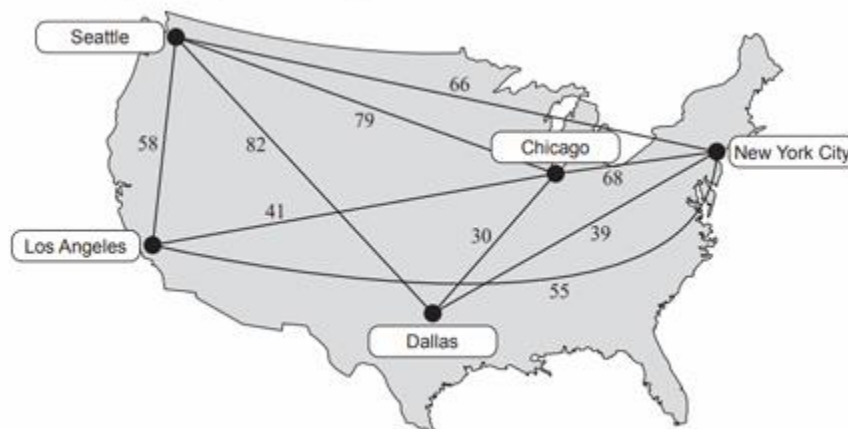 Seattle
66
79
58
82
Chicago
New York City
68
41
Los Angeles
30
39
55
Dallas